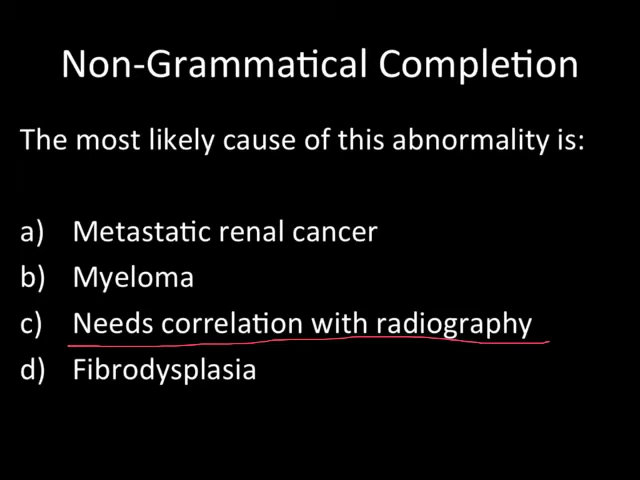 Non-Grammatical Completion
The most likely cause of this abnormality is:
a) Metastatic renal cancer
b) Myeloma
c) Needs correlation with radiography
d) Fibrodysplasia